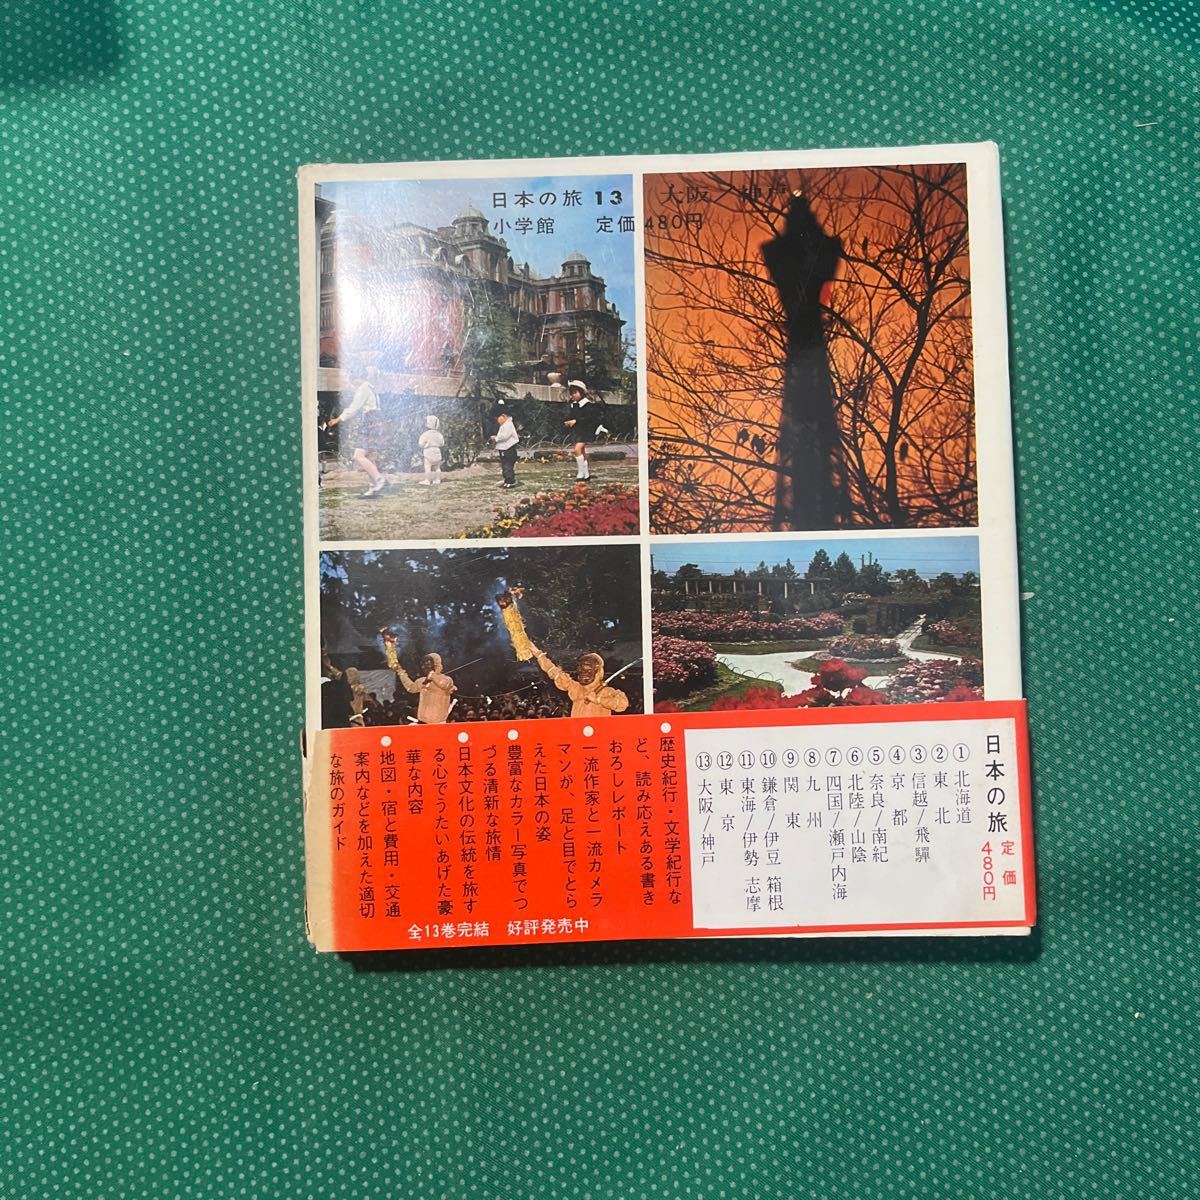 日本の旅 13 (大阪/神戸)
小学館 定価 480円
日本の旅 定価480円
①北海道
②東北
③信越/飛騨
④京都
⑤奈良/南紀
⑥北陸/山陰
⑦四国/瀬戸内海
⑧九州
⑨関東
⑩鎌倉/伊豆 箱根
⑪東海/伊勢 志摩
⑫東京
⑬大阪/神戸
●歴史紀行・文学紀行な
ど、読み応えある書き
おろしレポート
●一流作家と一流カメラ
マンが、足と目でとら
えた日本の姿
●豊富なカラー写真でつ
づる清新な旅情
●日本文化の伝統を旅す
る心でうたいあげた豪
華な内容
●地図・宿と費用・交通
案内などを加えた適切
な旅のガイド
全13巻完結 好評発売中